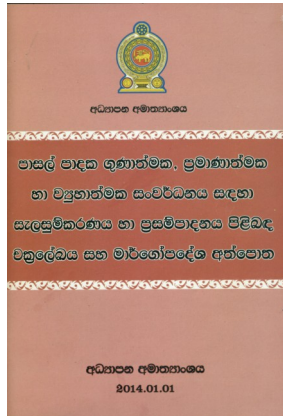 අධ්‍යාපන අමාත්‍යාංශය
පාසල් පාදක ගුණාත්මක, ප්‍රමාණාත්මක
හා ව්‍යුහාත්මක සංවර්ධනය සඳහා
සැලසුම්කරණය හා ප්‍රසම්පාදනය පිළිබඳ
චක්‍රලේඛය සහ මාර්ගෝපදේශ අත්පොත
අධ්‍යාපන අමාත්‍යාංශය
2014.01.01